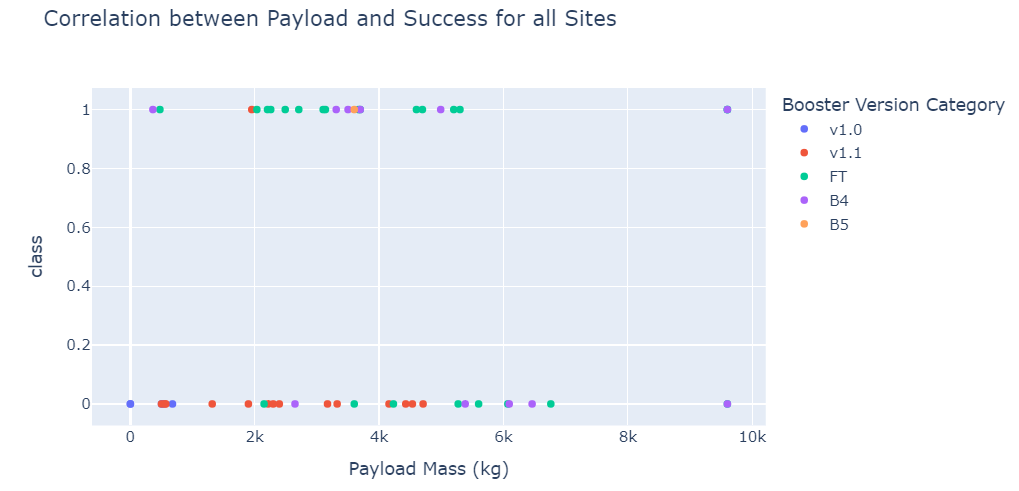 Correlation between Payload and Success for all Sites
Booster Version Category
v1.0
v1.1
FT
B4
B5
class
1
0.8
0.6
0.4
0.2
0
0 2k 4k 6k 8k 10k
Payload Mass (kg)